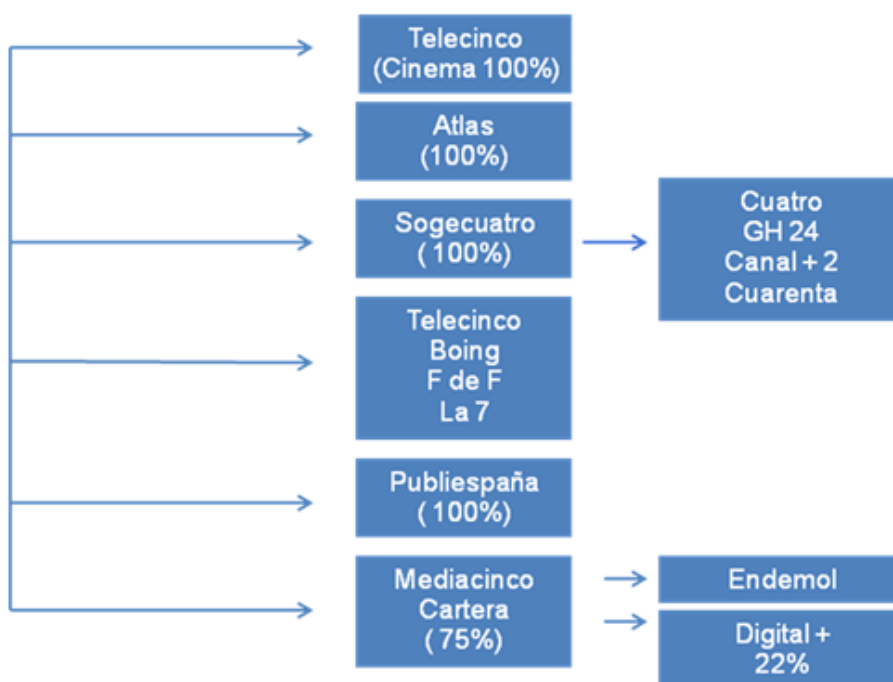 Telecinco
(Cinema 100%)
Atlas
(100%)
Sogecuatro
( 100%)
Cuatro
GH 24
Canal + 2
Cuarenta
Telecinco
Boing
F de F
La 7
Publiespaña
( 100%)
Mediacinco
Cartera
( 75%)
Endemol
Digital +
22%